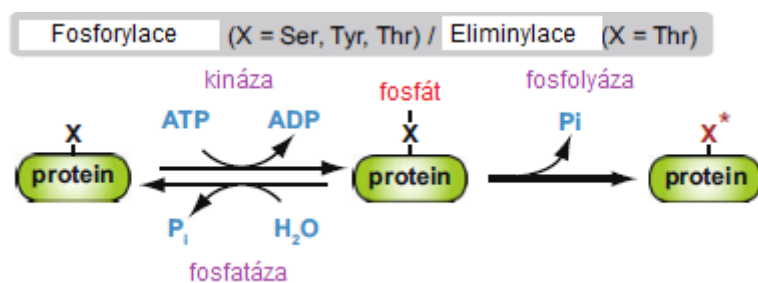 Fosforylace (X = Ser, Tyr, Thr) / Eliminylace (X = Thr)
kináza fosfolyáza
fosfát
ATP ADP Pi
X X X*
protein protein protein
Pi H₂O
fosfatáza